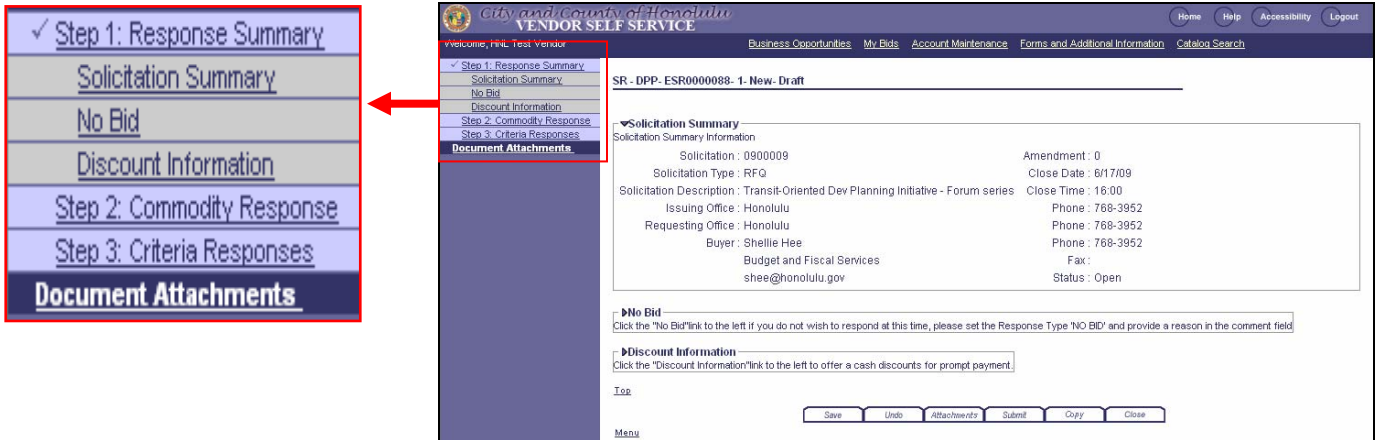 ✓ Step 1: Response Summary
Solicitation Summary
No Bid
Discount Information
Step 2: Commodity Response
Step 3: Criteria Responses
Document Attachments
City and County of Honolulu
VENDOR SELF SERVICE
Home Help Accessibility Logout
Welcome, HNL Test Vendor
Business Opportunities My Bids Account Maintenance Forms and Additional Information Catalog Search
✓ Step 1: Response Summary
Solicitation Summary
No Bid
Discount Information
Step 2: Commodity Response
Step 3: Criteria Responses
Document Attachments
SR - DPP- ESR0000088- 1- New- Draft
Solicitation Summary
Solicitation Summary Information
Solicitation : 0900009 Amendment : 0
Solicitation Type : RFQ Close Date : 6/17/09
Solicitation Description : Transit-Oriented Dev Planning Initiative - Forum series Close Time : 16:00
Issuing Office : Honolulu Phone : 768-3952
Requesting Office : Honolulu Phone : 768-3952
Buyer : Shellie Hee Phone : 768-3952
Budget and Fiscal Services Fax :
shee@honolulu.gov Status : Open
No Bid
Click the "No Bid"link to the left if you do not wish to respond at this time, please set the Response Type 'NO BID' and provide a reason in the comment field
Discount Information
Click the "Discount Information"link to the left to offer a cash discounts for prompt payment.
Top
Save Undo Attachments Submit Copy Close
Menu